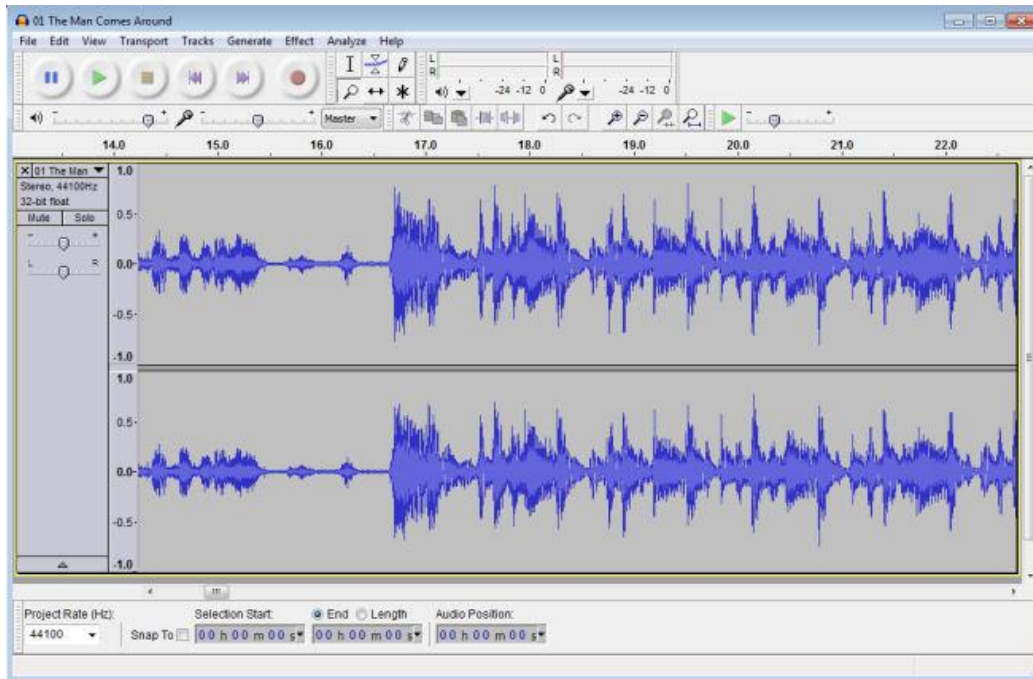 01 The Man Comes Around
File Edit View Transport Tracks Generate Effect Analyze Help
L
R
-24 -12 0
L
R
-24 -12 0
- + - + Master - +
14.0 15.0 16.0 17.0 18.0 19.0 20.0 21.0 22.0
X 01 The Man
Stereo, 44100Hz
32-bit float
Mute Solo
- +
L R
1.0
0.5-
0.0-
-0.5-
-1.0
1.0
0.5-
0.0-
-0.5-
-1.0
Project Rate (Hz): Selection Start: End Length Audio Position:
44100 Snap To 00 h 00 m 00 s 00 h 00 m 00 s 00 h 00 m 00 s